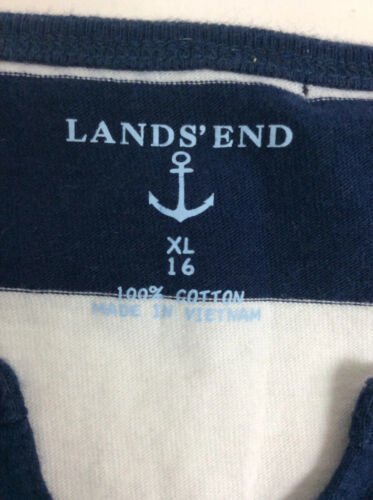 LANDS' END
XL
16
100% COTTON
MADE IN VIETNAM